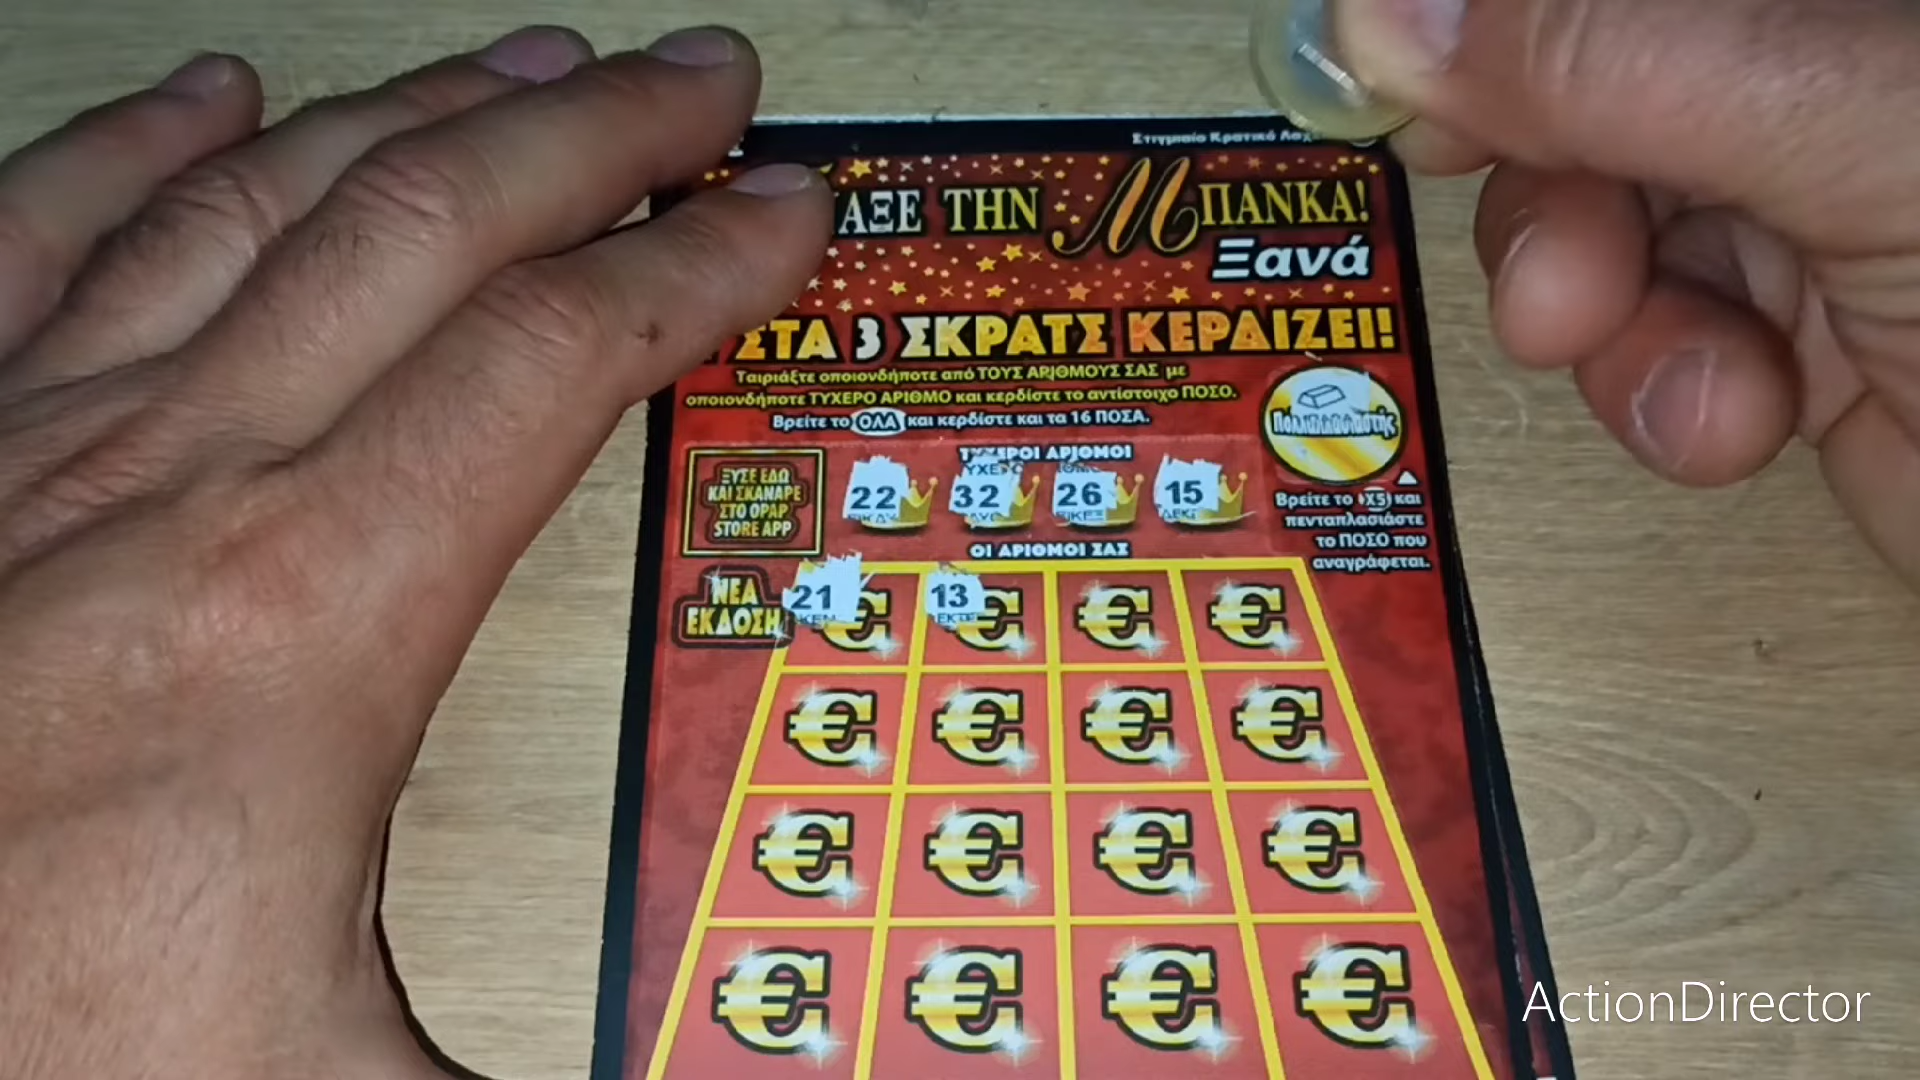 Στιγμιαίο Κρατικό
ΤΗΝ ΜΠΑΝΚΑ!
Ξανά
ΣΤΑ 3 ΣΚΡΑΤΣ ΚΕΡΔΙΖΕΙ!
Ταιριάξτε οποιονδήποτε από ΤΟΥΣ ΑΡΙΘΜΟΥΣ ΣΑΣ με
οποιονδήποτε ΤΥΧΕΡΟ ΑΡΙΘΜΟ και κερδίστε το αντίστοιχο ΠΟΣΟ.
Βρείτε το ΟΛΑ και κερδίστε και τα 16 ΠΟΣΑ.
Πολλαπλασιαστής
Βρείτε το X5 και
πενταπλασιάστε
το ΠΟΣΟ που
αναγράφεται.
ΞΥΣΕ ΕΔΩ
ΚΑΙ ΣΚΑΝΑΡΕ
ΣΤΟ OPAP
STORE APP
ΤΥΧΕΡΟΙ ΑΡΙΘΜΟΙ
22 32 26 15
ΟΙ ΑΡΙΘΜΟΙ ΣΑΣ
ΝΕΑ
ΕΚΔΟΣΗ
21 13
€ € € €
€ € € €
€ € € €
€ € € €
ActionDirector